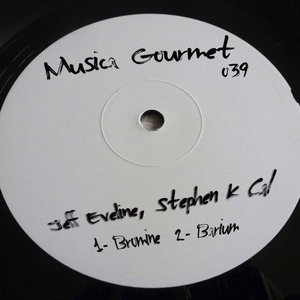 Musica Gourmet
039
Jeff Eveline, Stephen K Cal
1- Bromine 2- Barium